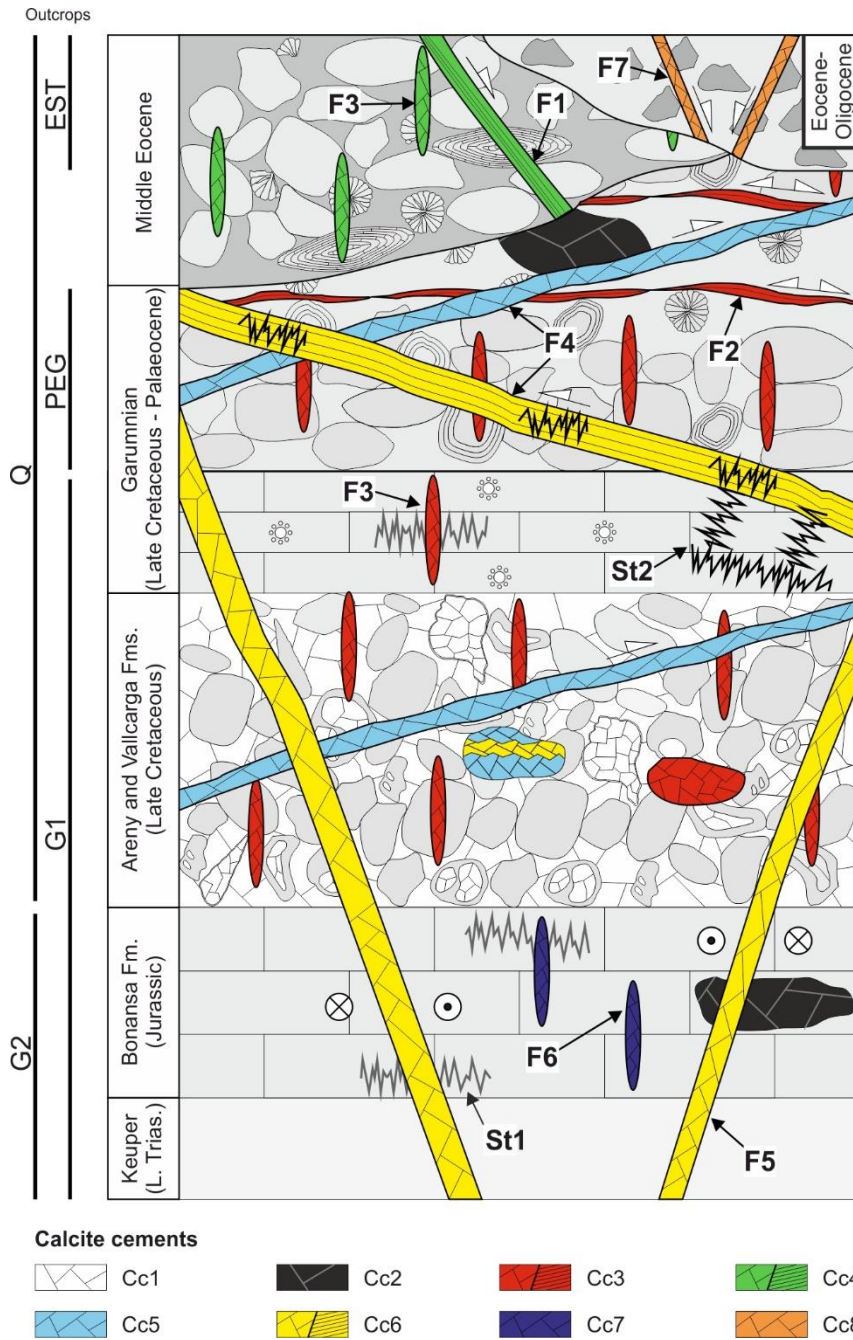 Outcrops
EST
PEG
Q
G1
G2
Middle Eocene
Garumnian
(Late Cretaceous - Palaeocene)
Areny and Vallcarga Fms.
(Late Cretaceous)
Bonansa Fm.
(Jurassic)
Keuper
(L. Trias.)
Eocene-
Oligocene
F7
F3
F1
F4
F2
F3
St2
F6
St1
F5
Calcite cements
Cc1
Cc2
Cc3
Cc4
Cc5
Cc6
Cc7
Cc8